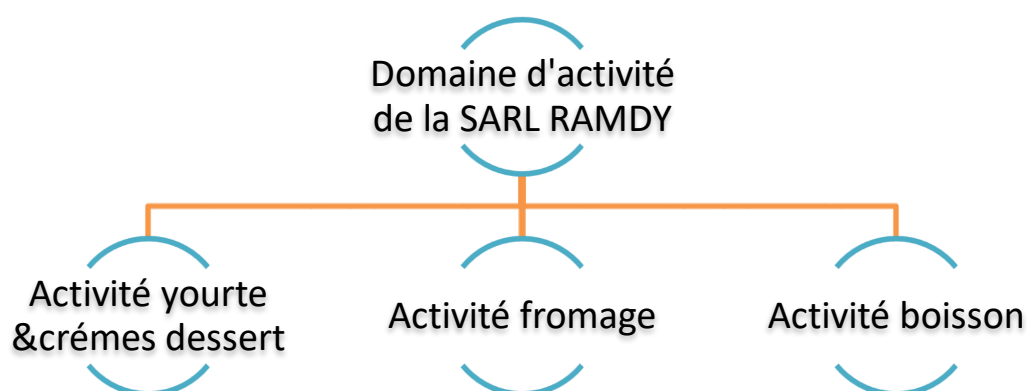 Domaine d'activité
de la SARL RAMDY
Activité yourte
&crémes dessert
Activité fromage
Activité boisson